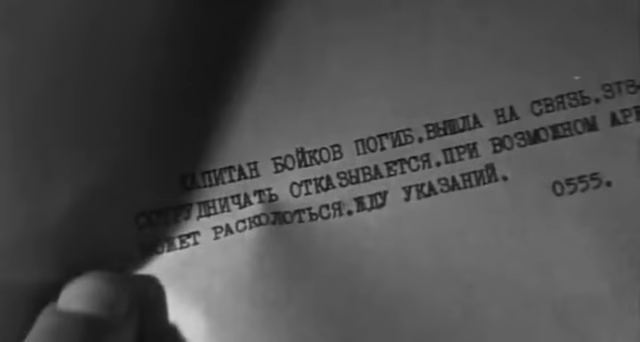 КАПИТАН БОЙКОВ ПОГИБ.ВЫШЛА НА СВЯЗЬ.
СОТРУДНИЧАТЬ ОТКАЗЫВАЕТСЯ.ПРИ ВОЗМОЖНОМ
МОЖЕТ РАСКОЛОТЬСЯ.ЖДУ УКАЗАНИЙ. 0555.